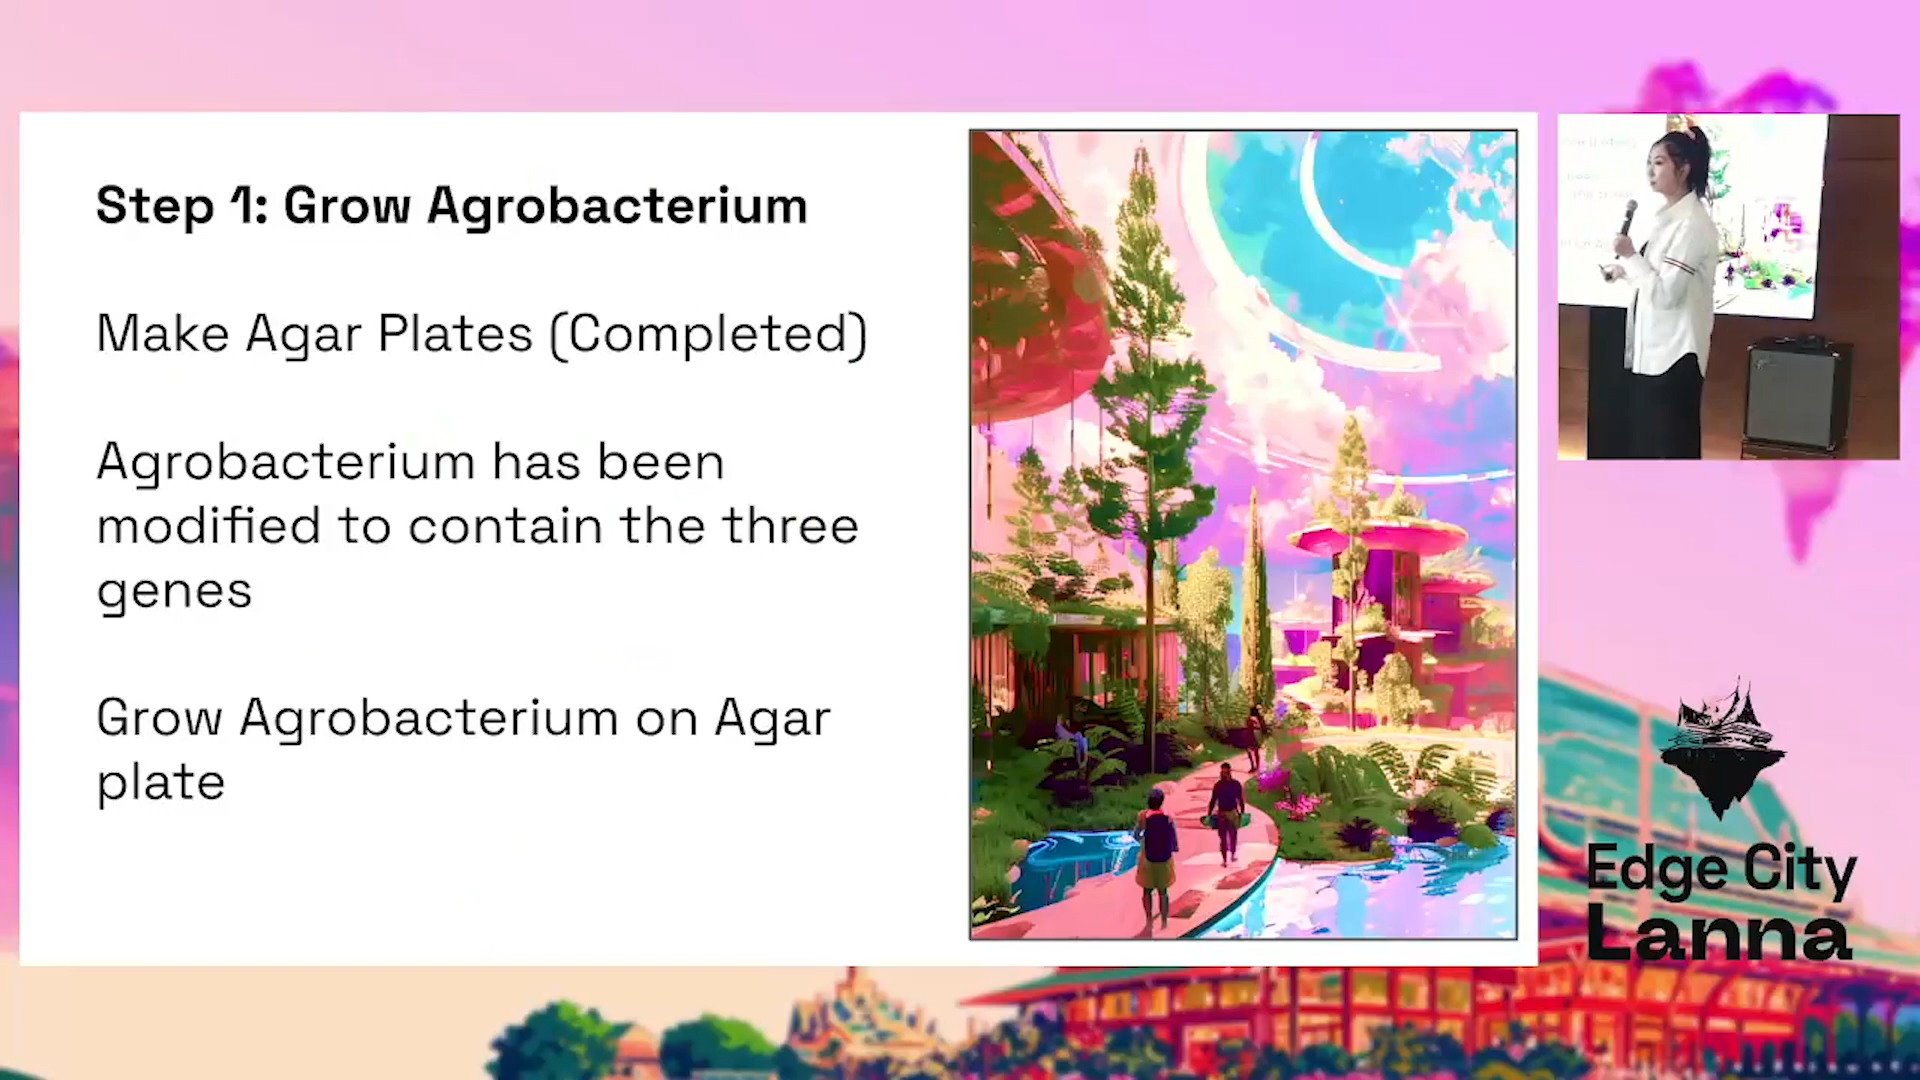 Step 1: Grow Agrobacterium
Make Agar Plates (Completed)
Agrobacterium has been
modified to contain the three
genes
Grow Agrobacterium on Agar
plate
Edge City
Lanna